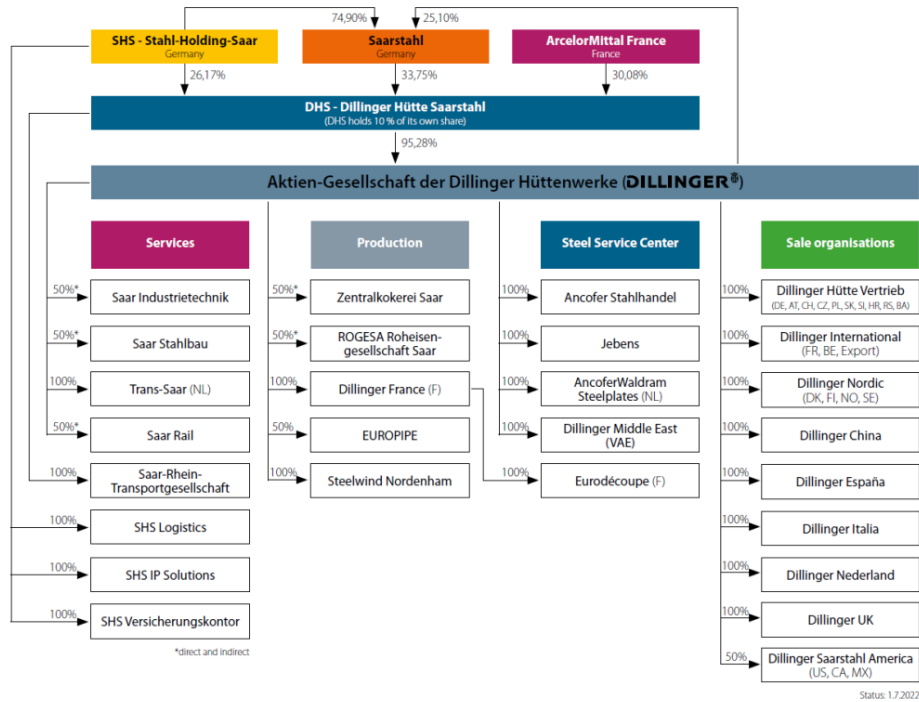 74,90%
25,10%
SHS - Stahl-Holding-Saar
Germany
Saarstahl
Germany
ArcelorMittal France
France
26,17%
33,75%
30,08%
DHS - Dillinger Hütte Saarstahl
(DHS holds 10 % of its own share)
95,28%
Aktien-Gesellschaft der Dillinger Hüttenwerke (DILLINGER)
Services
50%*
Saar Industrietechnik
50%*
Saar Stahlbau
100%
Trans-Saar (NL)
50%*
Saar Rail
100%
Saar-Rhein-
Transportgesellschaft
100%
SHS Logistics
100%
SHS IP Solutions
100%
SHS Versicherungskontor
*direct and indirect
Production
50%*
Zentralkokerei Saar
50%*
ROGESA Roheisen-
gesellschaft Saar
100%
Dillinger France (F)
50%
EUROPIPE
100%
Steelwind Nordenham
Steel Service Center
100%
Ancofer Stahlhandel
100%
Jebens
100%
AncoferWaldram
Steelplates (NL)
100%
Dillinger Middle East
(VAE)
100%
Eurodécoupe (F)
Sale organisations
100%
Dillinger Hütte Vertrieb
(DE, AT, CH, CZ, PL, SK, SI, HR, RS, BA)
100%
Dillinger International
(FR, BE, Export)
100%
Dillinger Nordic
(DK, FI, NO, SE)
100%
Dillinger China
100%
Dillinger España
100%
Dillinger Italia
100%
Dillinger Nederland
100%
Dillinger UK
50%
Dillinger Saarstahl America
(US, CA, MX)
Status: 1.7.2022